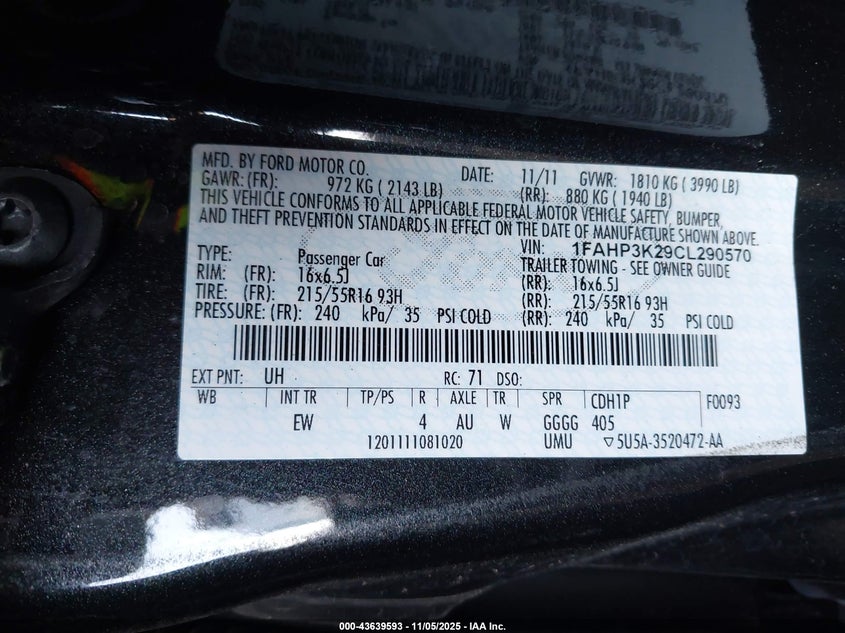 MFD. BY FORD MOTOR CO. DATE: 11/11 GVWR: 1810 KG ( 3990 LB)
GAWR: (FR): 972 KG ( 2143 LB) (RR): 880 KG ( 1940 LB)
THIS VEHICLE CONFORMS TO ALL APPLICABLE FEDERAL MOTOR VEHICLE SAFETY, BUMPER,
AND THEFT PREVENTION STANDARDS IN EFFECT ON THE DATE OF MANUFACTURE SHOWN ABOVE.
VIN: 1FAHP3K29CL290570
TYPE: Passenger Car TRAILER TOWING - SEE OWNER GUIDE
RIM: (FR): 16x6.5J (RR): 16x6.5J
TIRE: (FR): 215/55R16 93H (RR): 215/55R16 93H
PRESSURE: (FR): 240 kPa/ 35 PSI COLD (RR): 240 kPa/ 35 PSI COLD
EXT PNT: UH RC: 71 DSO:
WB INT TR TP/PS R AXLE TR SPR CDH1P F0093
EW 4 AU W GGGG 405
1201111081020 UMU ▽5U5A-3520472-AA
000-43639593 — 11/05/2025 — IAA Inc.